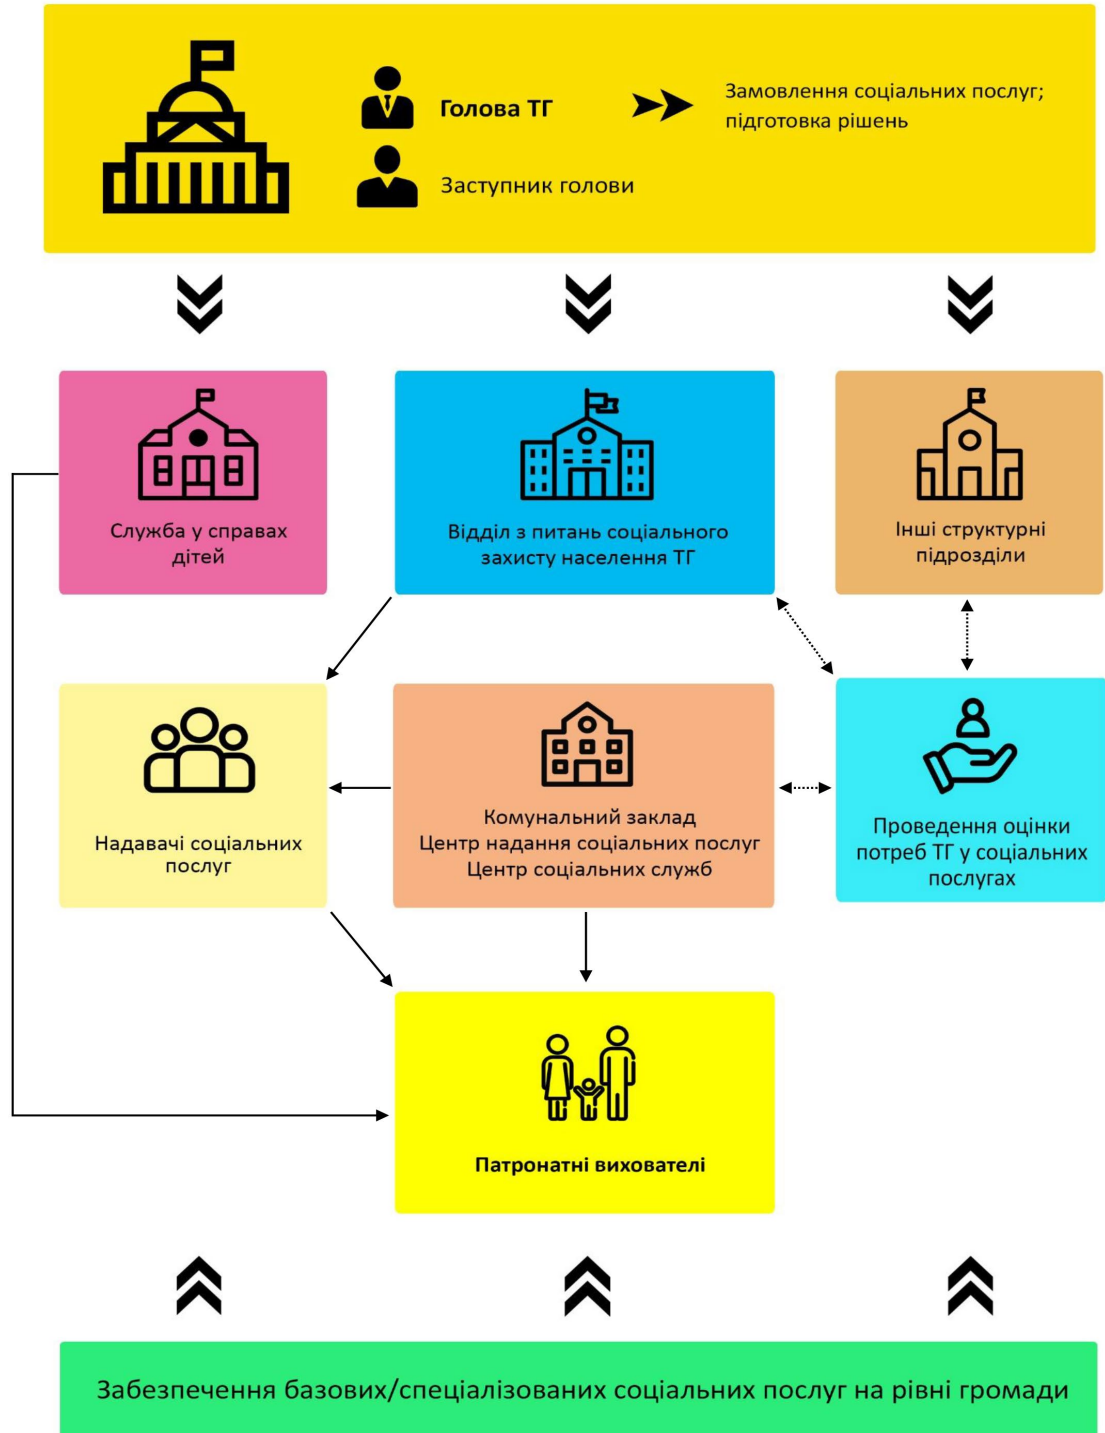 Голова ТГ
Замовлення соціальних послуг;
підготовка рішень
Заступник голови
Служба у справах
дітей
Відділ з питань соціального
захисту населення ТГ
Інші структурні
підрозділи
Надавачі соціальних
послуг
Комунальний заклад
Центр надання соціальних послуг
Центр соціальних служб
Проведення оцінки
потреб ТГ у соціальних
послугах
Патронатні вихователі
Забезпечення базових/спеціалізованих соціальних послуг на рівні громади